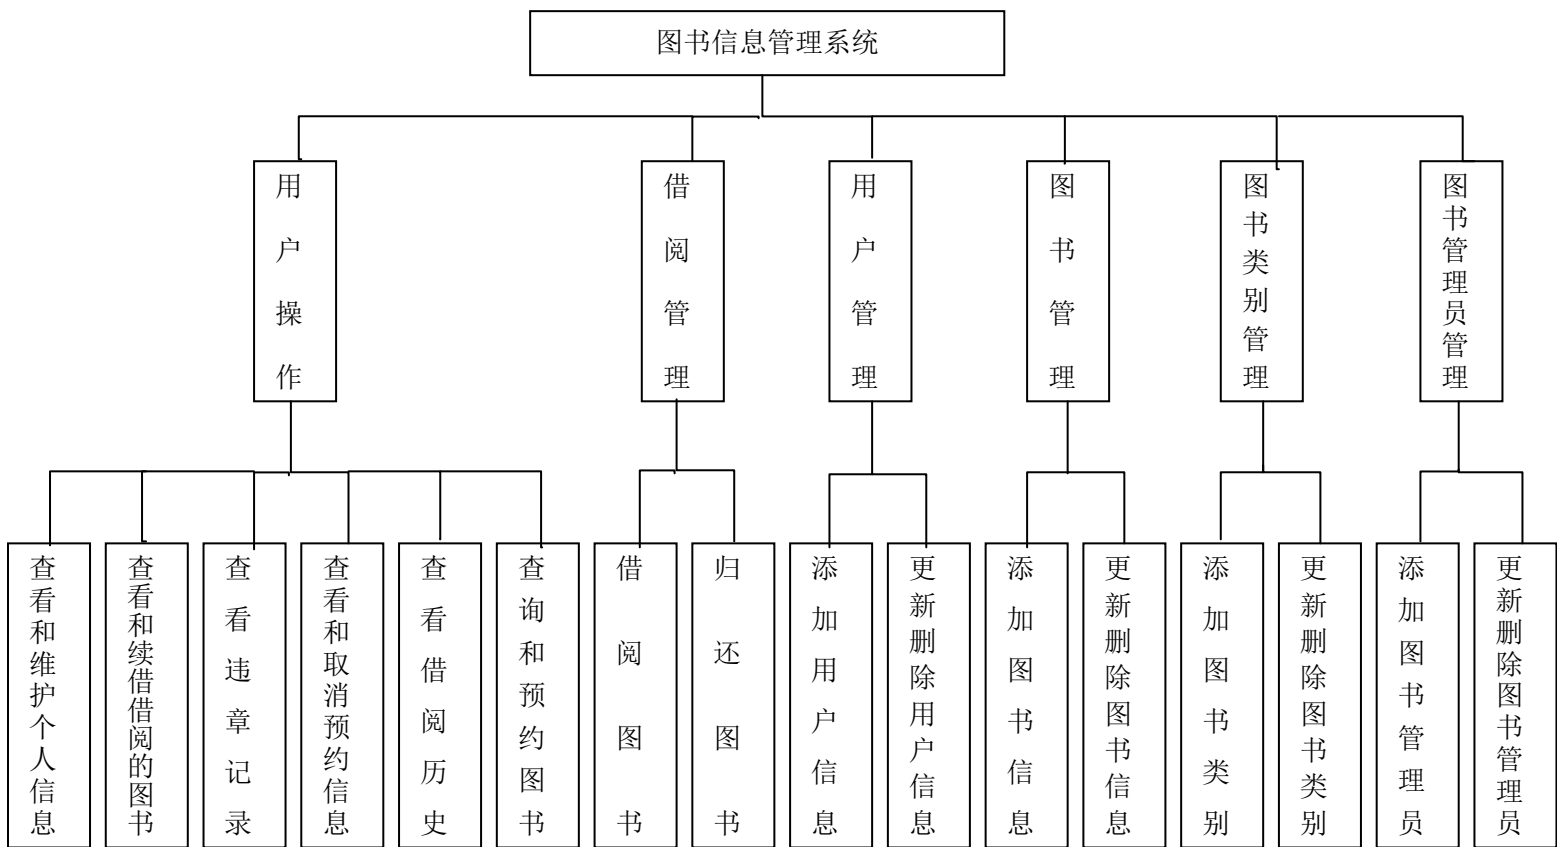 图书信息管理系统
用户操作
借阅管理
用户管理
图书管理
图书类别管理
图书管理员管理
查看和维护个人信息
查看和续借借阅的图书
查看违章记录
查看和取消预约信息
查看借阅历史
查询和预约图书
借阅图书
归还图书
添加用户信息
更新删除用户信息
添加图书信息
更新删除图书信息
添加图书类别
更新删除图书类别
添加图书管理员
更新删除图书管理员